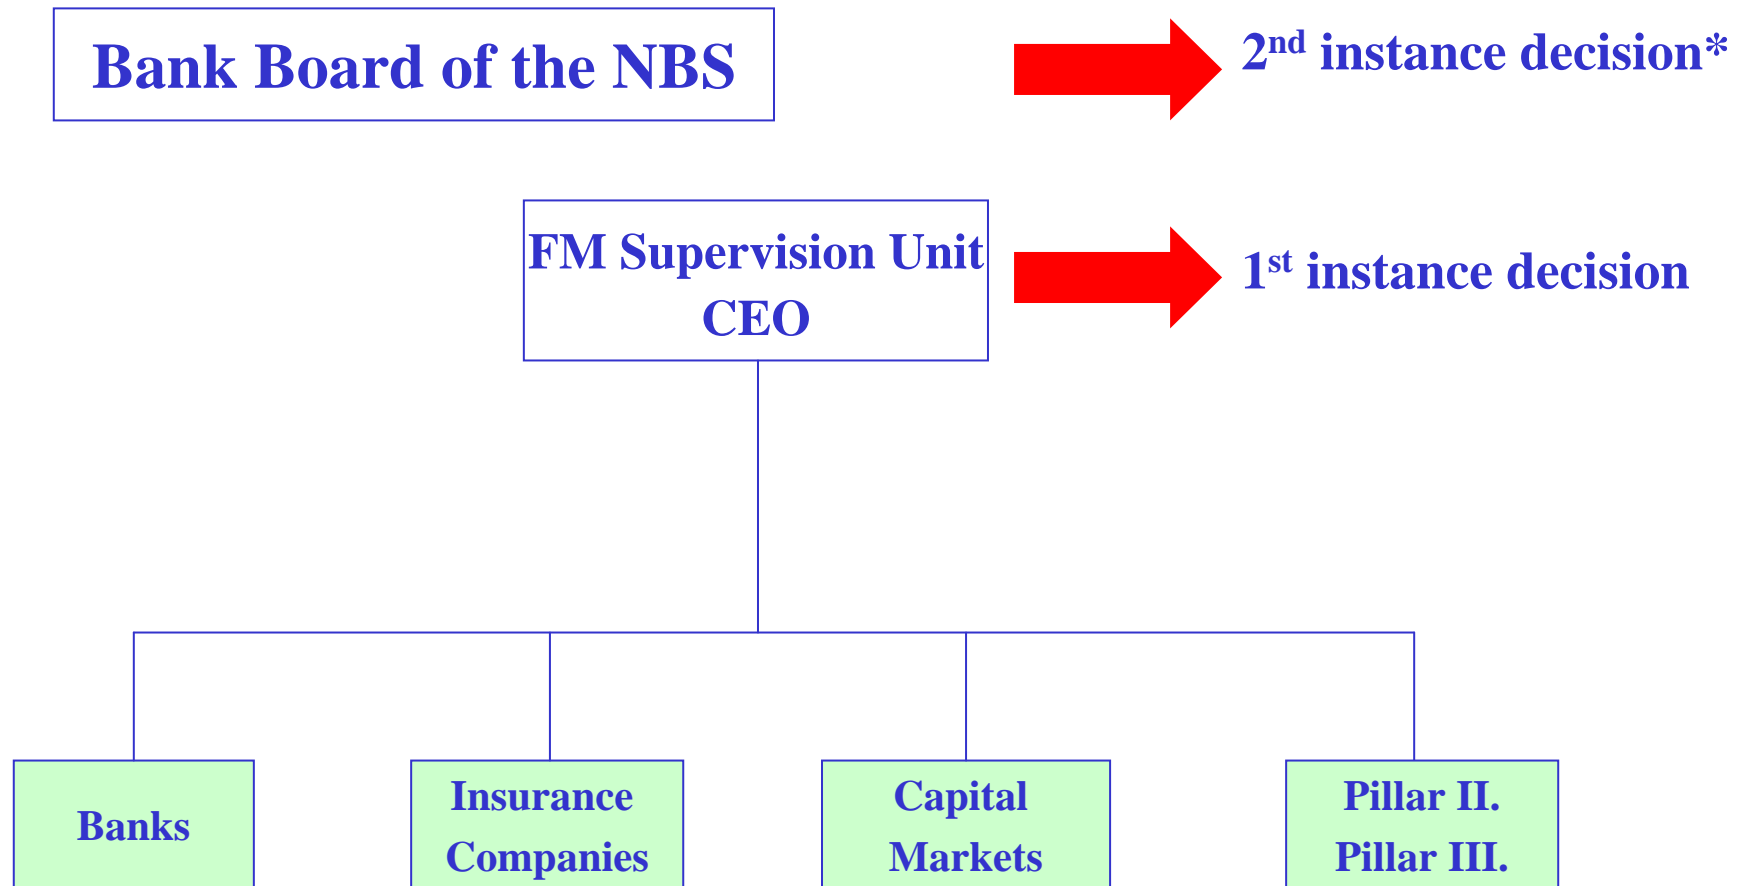 Bank Board of the NBS
2nd instance decision*
FM Supervision Unit
CEO
1st instance decision
Banks
Insurance
Companies
Capital
Markets
Pillar II.
Pillar III.